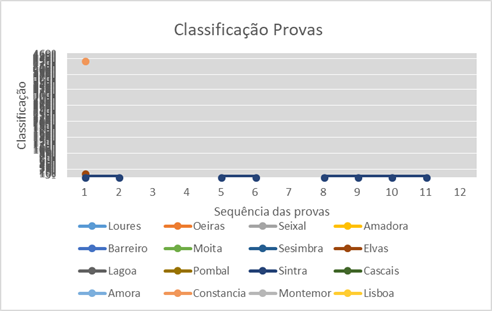 Classificação Provas
Classificação
1 2 3 4 5 6 7 8 9 10 11 12
Sequência das provas
Loures Oeiras Seixal Amadora
Barreiro Moita Sesimbra Elvas
Lagoa Pombal Sintra Cascais
Amora Constancia Montemor Lisboa